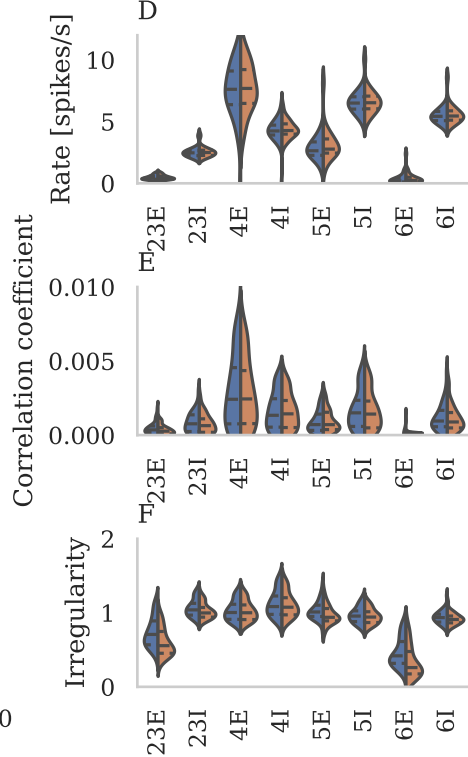 D
Rate [spikes/s]
10
5
0
23E 23I 4E 4I 5E 5I 6E 6I
E
Correlation coefficient
0.010
0.005
0.000
23E 23I 4E 4I 5E 5I 6E 6I
F
Irregularity
2
1
0
23E 23I 4E 4I 5E 5I 6E 6I
0